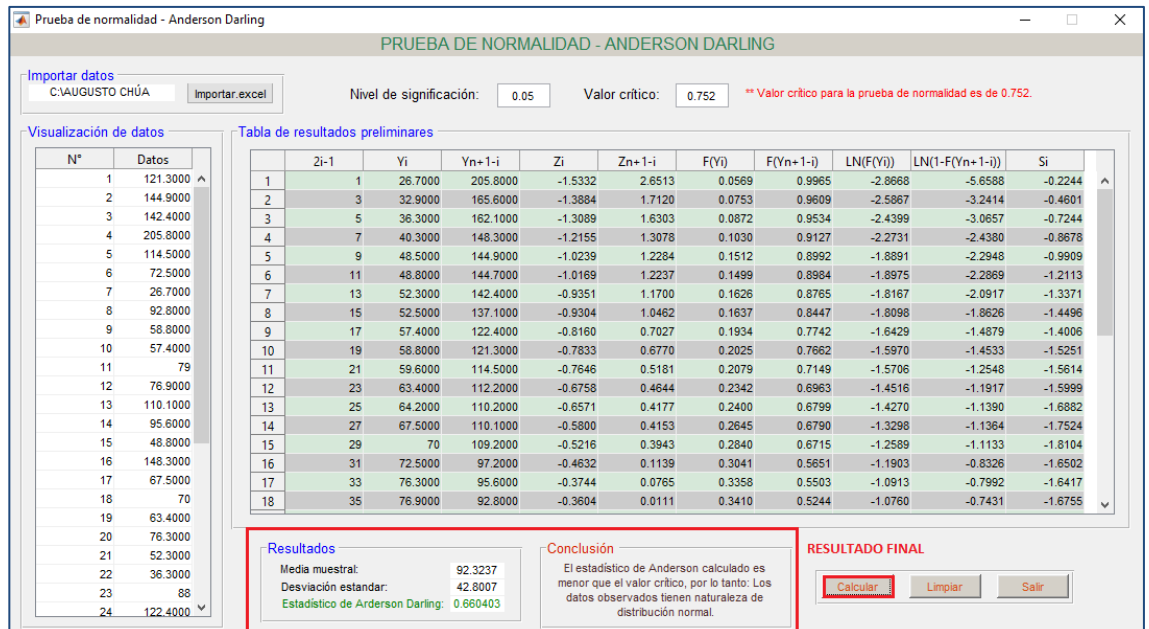 Prueba de normalidad - Anderson Darling
PRUEBA DE NORMALIDAD - ANDERSON DARLING
Importar datos
C:\AUGUSTO CHÚA Importar.excel
Nivel de significación: 0.05 Valor crítico: 0.752 ** Valor crítico para la prueba de normalidad es de 0.752.
Visualización de datos
N° Datos
1 121.3000
2 144.9000
3 142.4000
4 205.8000
5 114.5000
6 72.5000
7 26.7000
8 92.8000
9 58.8000
10 57.4000
11 79
12 76.9000
13 110.1000
14 95.6000
15 48.8000
16 148.3000
17 67.5000
18 70
19 63.4000
20 76.3000
21 52.3000
22 36.3000
23 88
24 122.4000
Tabla de resultados preliminares
2i-1 Yi Yn+1-i Zi Zn+1-i F(Yi) F(Yn+1-i) LN(F(Yi)) LN(1-F(Yn+1-i)) Si
1 1 26.7000 205.8000 -1.5332 2.6513 0.0569 0.9965 -2.8668 -5.6588 -0.2244
2 3 32.9000 165.6000 -1.3884 1.7120 0.0753 0.9609 -2.5867 -3.2414 -0.4601
3 5 36.3000 162.1000 -1.3089 1.6303 0.0872 0.9534 -2.4399 -3.0657 -0.7244
4 7 40.3000 148.3000 -1.2155 1.3078 0.1030 0.9127 -2.2731 -2.4380 -0.8678
5 9 48.5000 144.9000 -1.0239 1.2284 0.1512 0.8992 -1.8891 -2.2948 -0.9909
6 11 48.8000 144.7000 -1.0169 1.2237 0.1499 0.8984 -1.8975 -2.2869 -1.2113
7 13 52.3000 142.4000 -0.9351 1.1700 0.1626 0.8765 -1.8167 -2.0917 -1.3371
8 15 52.5000 137.1000 -0.9304 1.0462 0.1637 0.8447 -1.8098 -1.8626 -1.4496
9 17 57.4000 122.4000 -0.8160 0.7027 0.1934 0.7742 -1.6429 -1.4879 -1.4006
10 19 58.8000 121.3000 -0.7833 0.6770 0.2025 0.7662 -1.5970 -1.4533 -1.5251
11 21 59.6000 114.5000 -0.7646 0.5181 0.2079 0.7149 -1.5706 -1.2548 -1.5614
12 23 63.4000 112.2000 -0.6758 0.4644 0.2342 0.6963 -1.4516 -1.1917 -1.5999
13 25 64.2000 110.2000 -0.6571 0.4177 0.2400 0.6799 -1.4270 -1.1390 -1.6882
14 27 67.5000 110.1000 -0.5800 0.4153 0.2645 0.6790 -1.3298 -1.1364 -1.7524
15 29 70 109.2000 -0.5216 0.3943 0.2840 0.6715 -1.2589 -1.1133 -1.8104
16 31 72.5000 97.2000 -0.4632 0.1139 0.3041 0.5651 -1.1903 -0.8326 -1.6502
17 33 76.3000 95.6000 -0.3744 0.0765 0.3358 0.5503 -1.0913 -0.7992 -1.6417
18 35 76.9000 92.8000 -0.3604 0.0111 0.3410 0.5244 -1.0760 -0.7431 -1.6755
Resultados
Media muestral: 92.3237
Desviación estandar: 42.8007
Estadístico de Arderson Darling: 0.660403
Conclusión
El estadístico de Anderson calculado es
menor que el valor crítico, por lo tanto: Los
datos observados tienen naturaleza de
distribución normal.
RESULTADO FINAL
Calcular Limpiar Salir